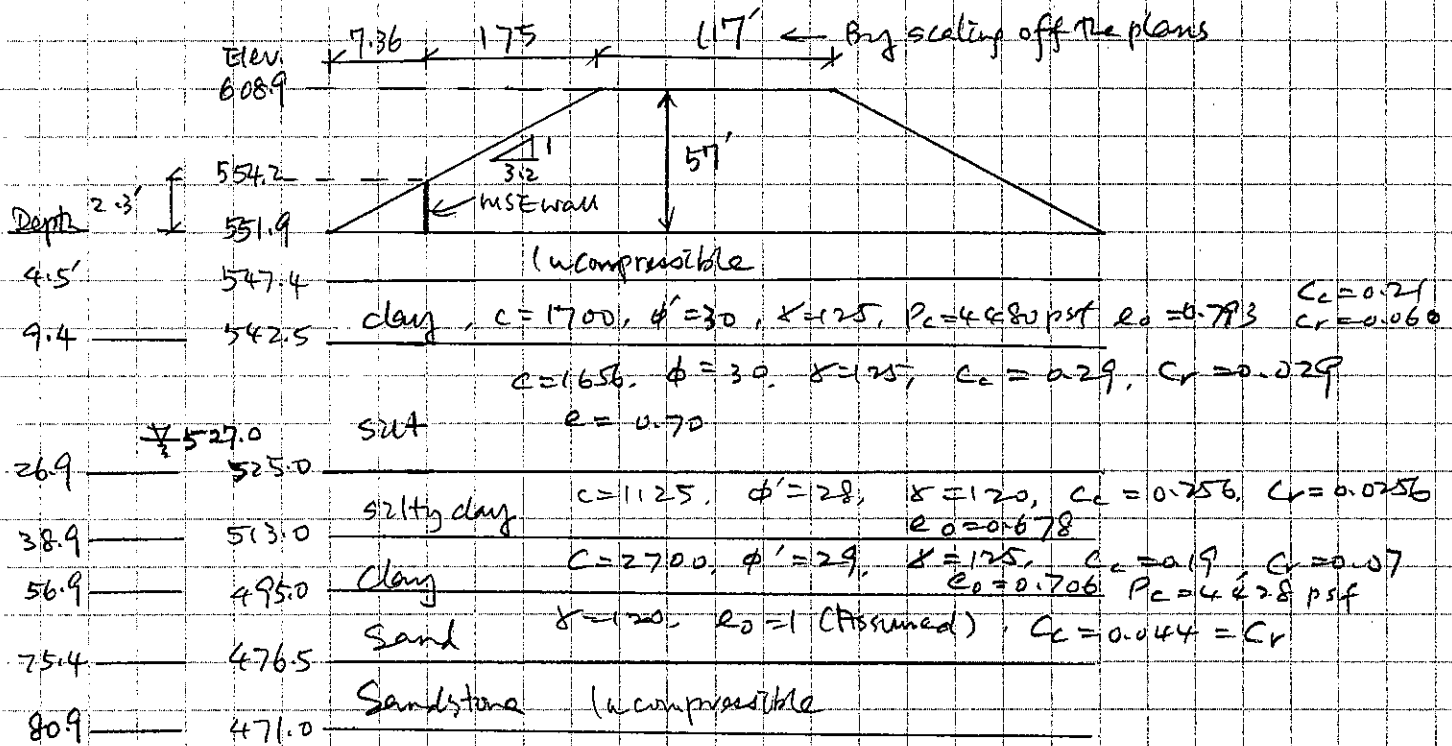 7.36 175 117' ← By scaling off the plans
Elev.
608.9
57'
1
3.2
554.2
MSE wall
Depth 2.3'
551.9
Incompressible
4.5' 547.4
clay, c=1700, φ'=30, γ=125, Pc=4480 psf e0=0.793 Cc=0.21
Cr=0.060
9.4 542.5
c=1656. φ=30. γ=125, Cc=0.29, Cr=0.029
silt e=0.70
527.0
26.9 525.0
silty clay c=1125. φ'=28, γ=120, Cc=0.256, Cr=0.0256
e0=0.678
38.9 513.0
Clay C=2700, φ'=29, γ=125, Cc=0.19, Cr=0.07
e0=0.706 Pc=4428 psf
56.9 495.0
Sand γ=120. e0=1 (Assumed), Cc=0.044=Cr
75.4 476.5
Sandstone Incompressible
80.9 471.0